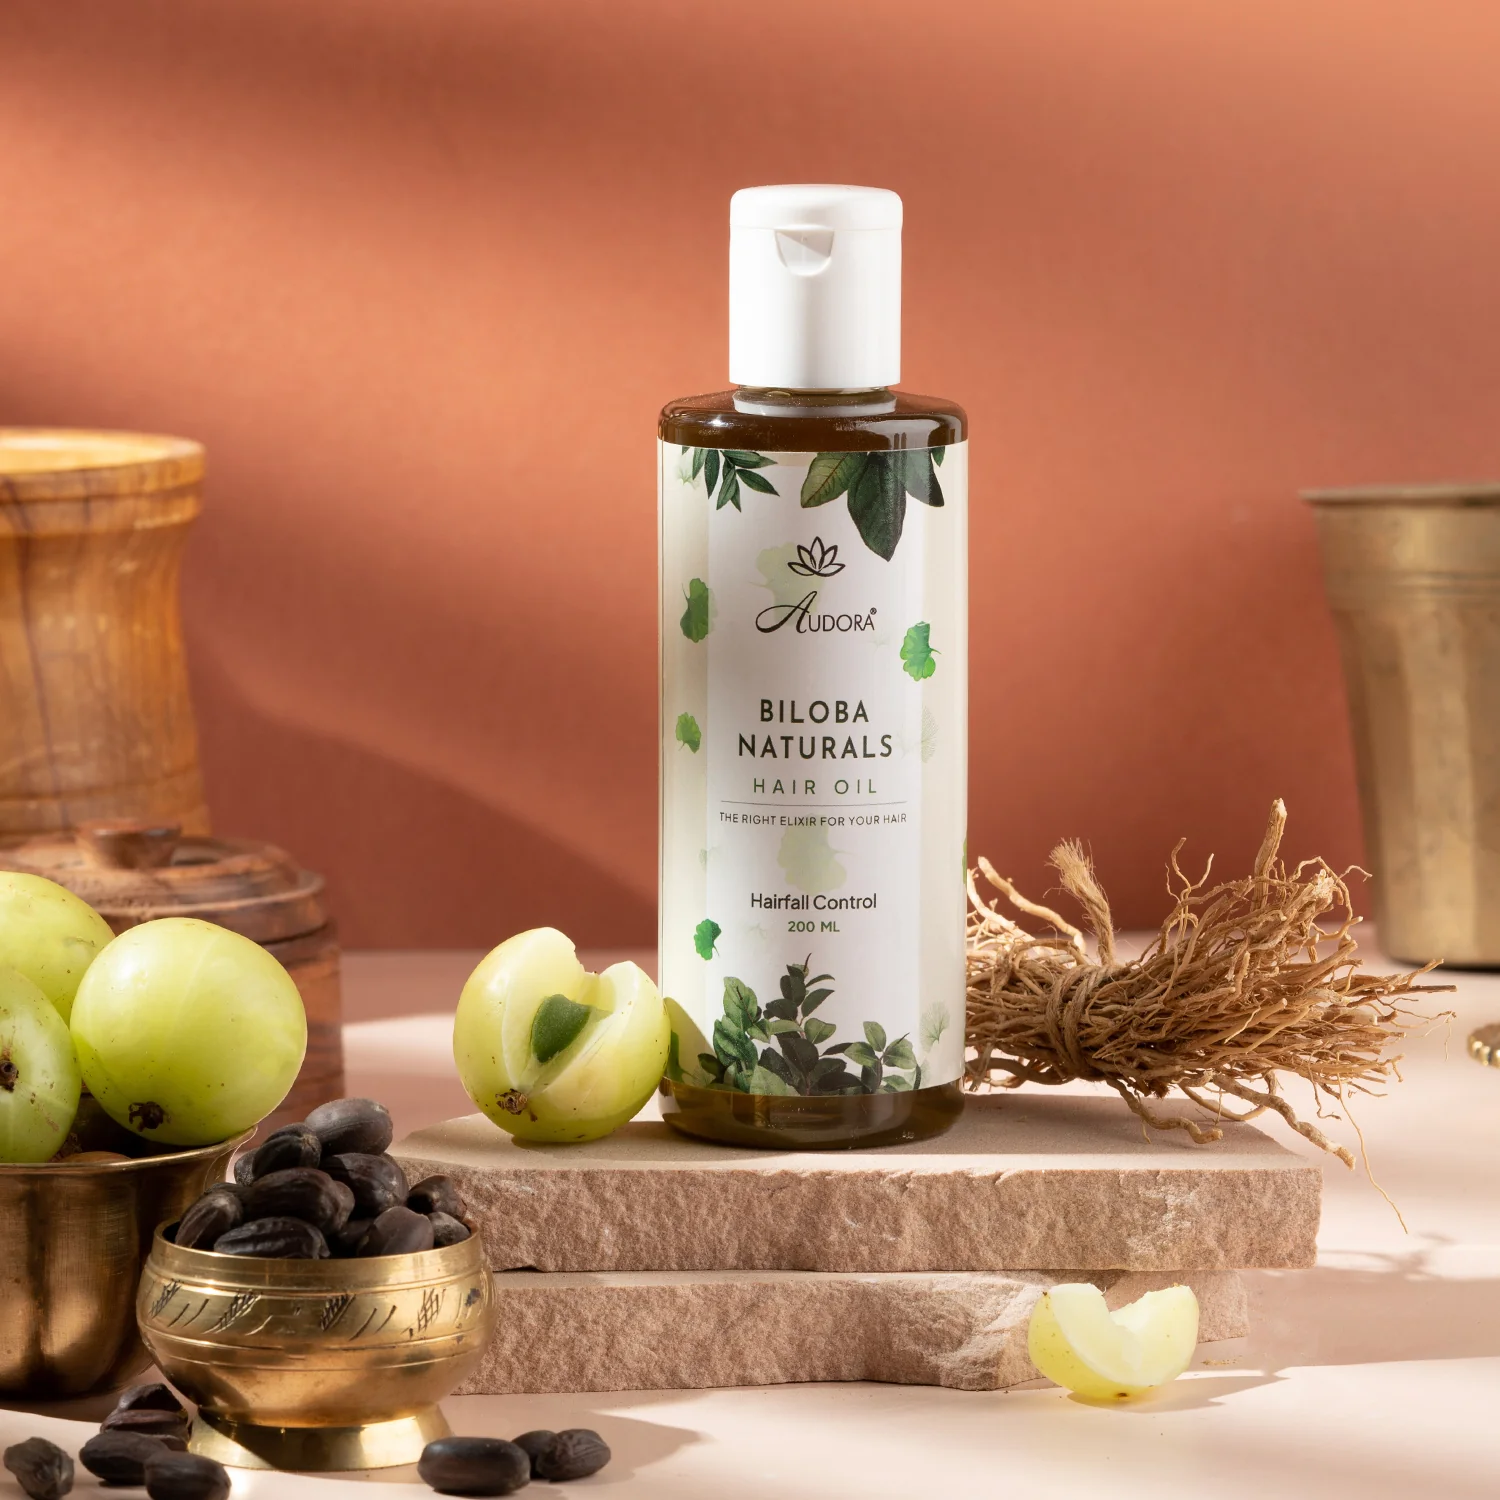 AUDORA®
BILOBA
NATURALS
HAIR OIL
THE RIGHT ELIXIR FOR YOUR HAIR
Hairfall Control
200 ML